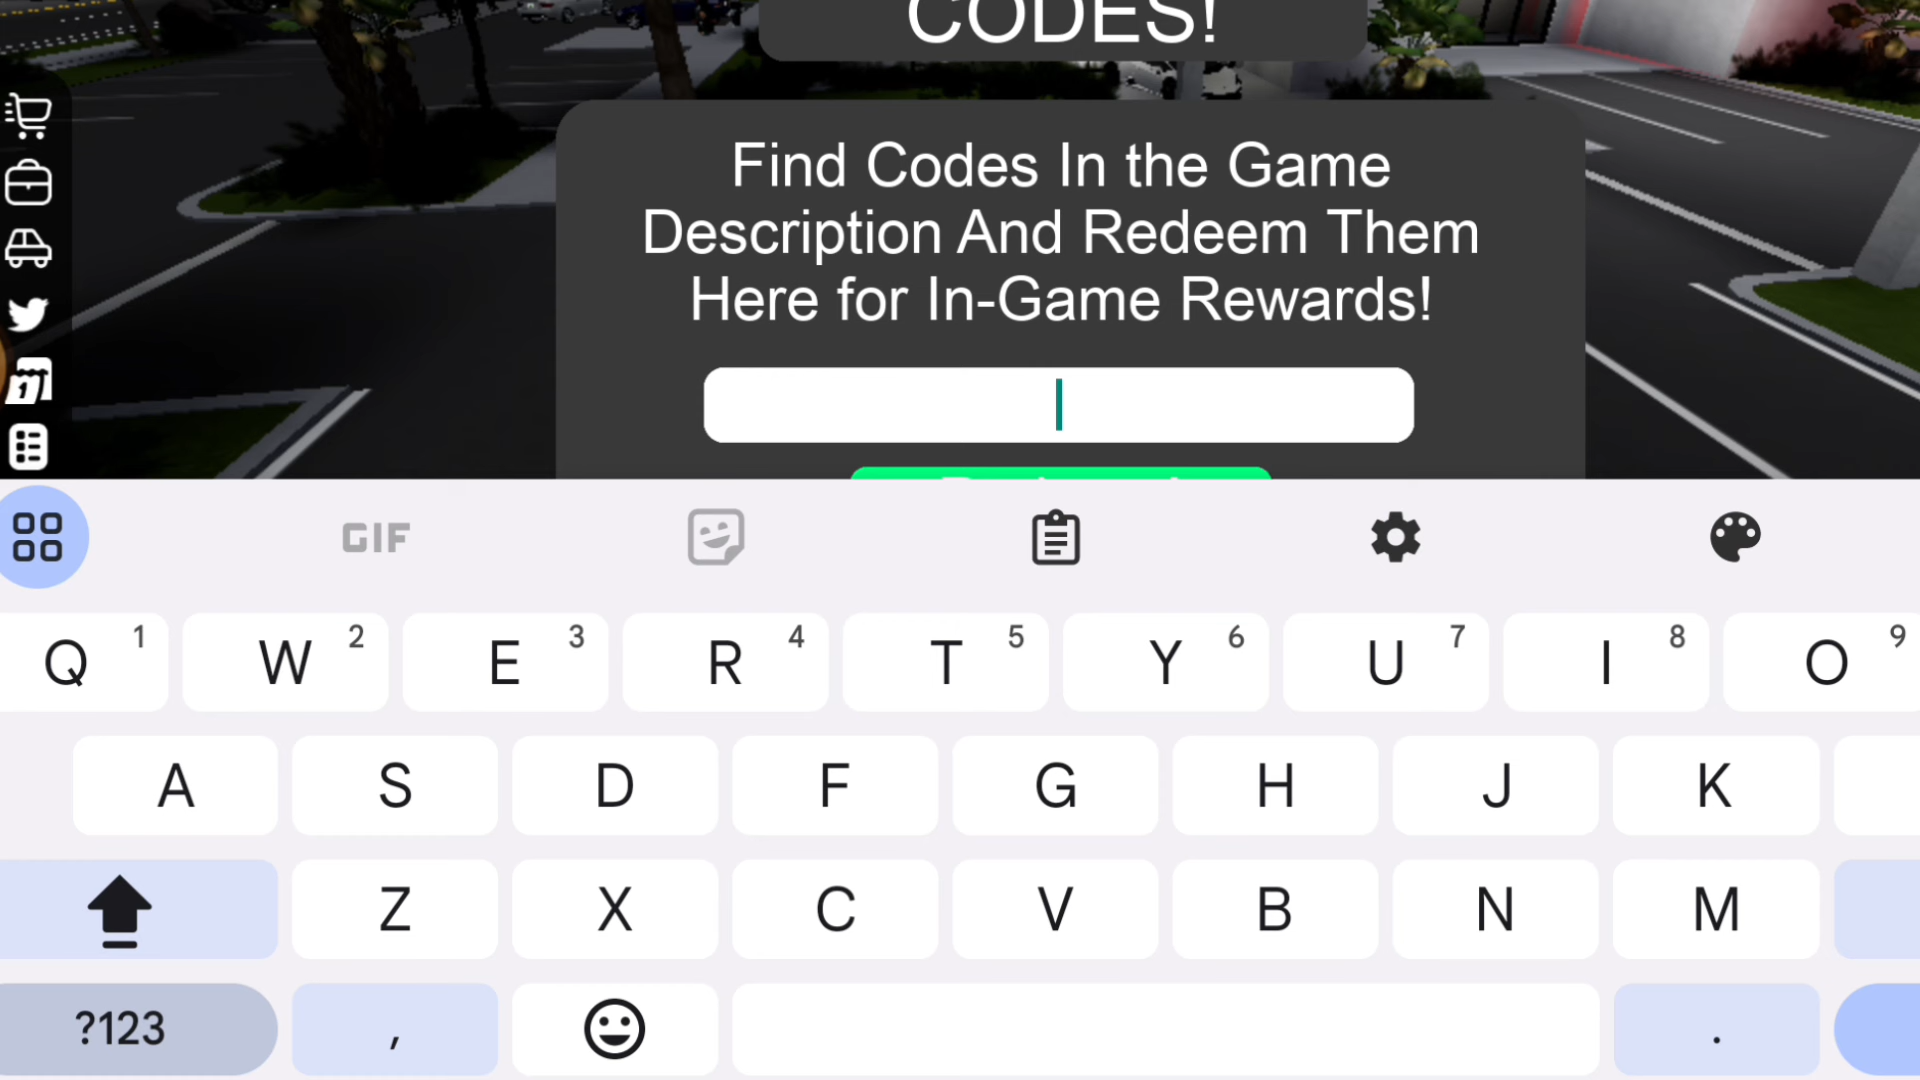 CODES!
Find Codes In the Game
Description And Redeem Them
Here for In-Game Rewards!
1
GIF
Q 1 W 2 E 3 R 4 T 5 Y 6 U 7 I 8 O 9
A S D F G H J K
Z X C V B N M
?123 , .